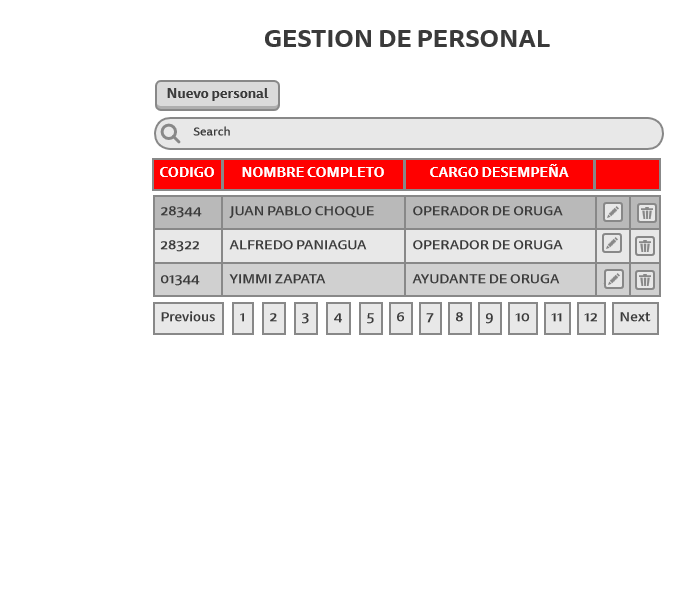 GESTION DE PERSONAL
Nuevo personal
Search
CODIGO NOMBRE COMPLETO CARGO DESEMPEÑA
28344 JUAN PABLO CHOQUE OPERADOR DE ORUGA
28322 ALFREDO PANIAGUA OPERADOR DE ORUGA
01344 YIMMI ZAPATA AYUDANTE DE ORUGA
Previous 1 2 3 4 5 6 7 8 9 10 11 12 Next